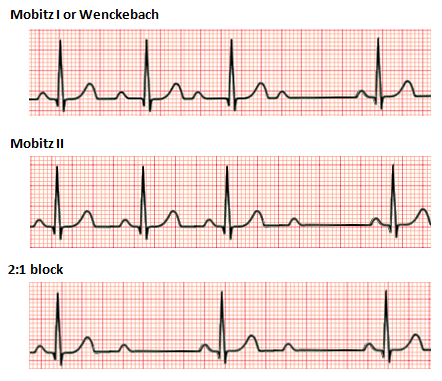 Mobitz I or Wenckebach
Mobitz II
2:1 block